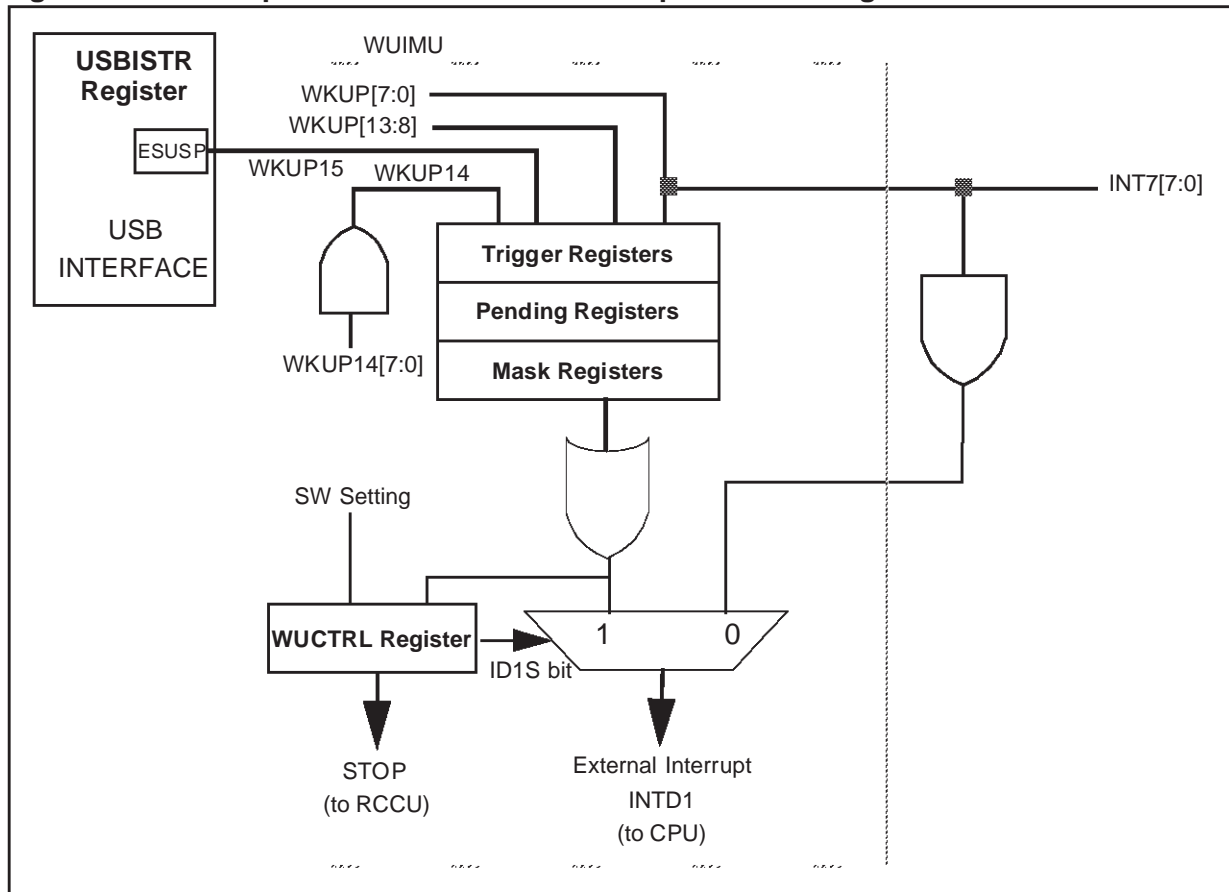 USBISTR
Register
ESUSP
USB
INTERFACE
WUIMU
WKUP[7:0]
WKUP[13:8]
WKUP15
WKUP14
INT7[7:0]
Trigger Registers
Pending Registers
Mask Registers
WKUP14[7:0]
SW Setting
WUCTRL Register
1
0
ID1S bit
STOP
(to RCCU)
External Interrupt
INTD1
(to CPU)